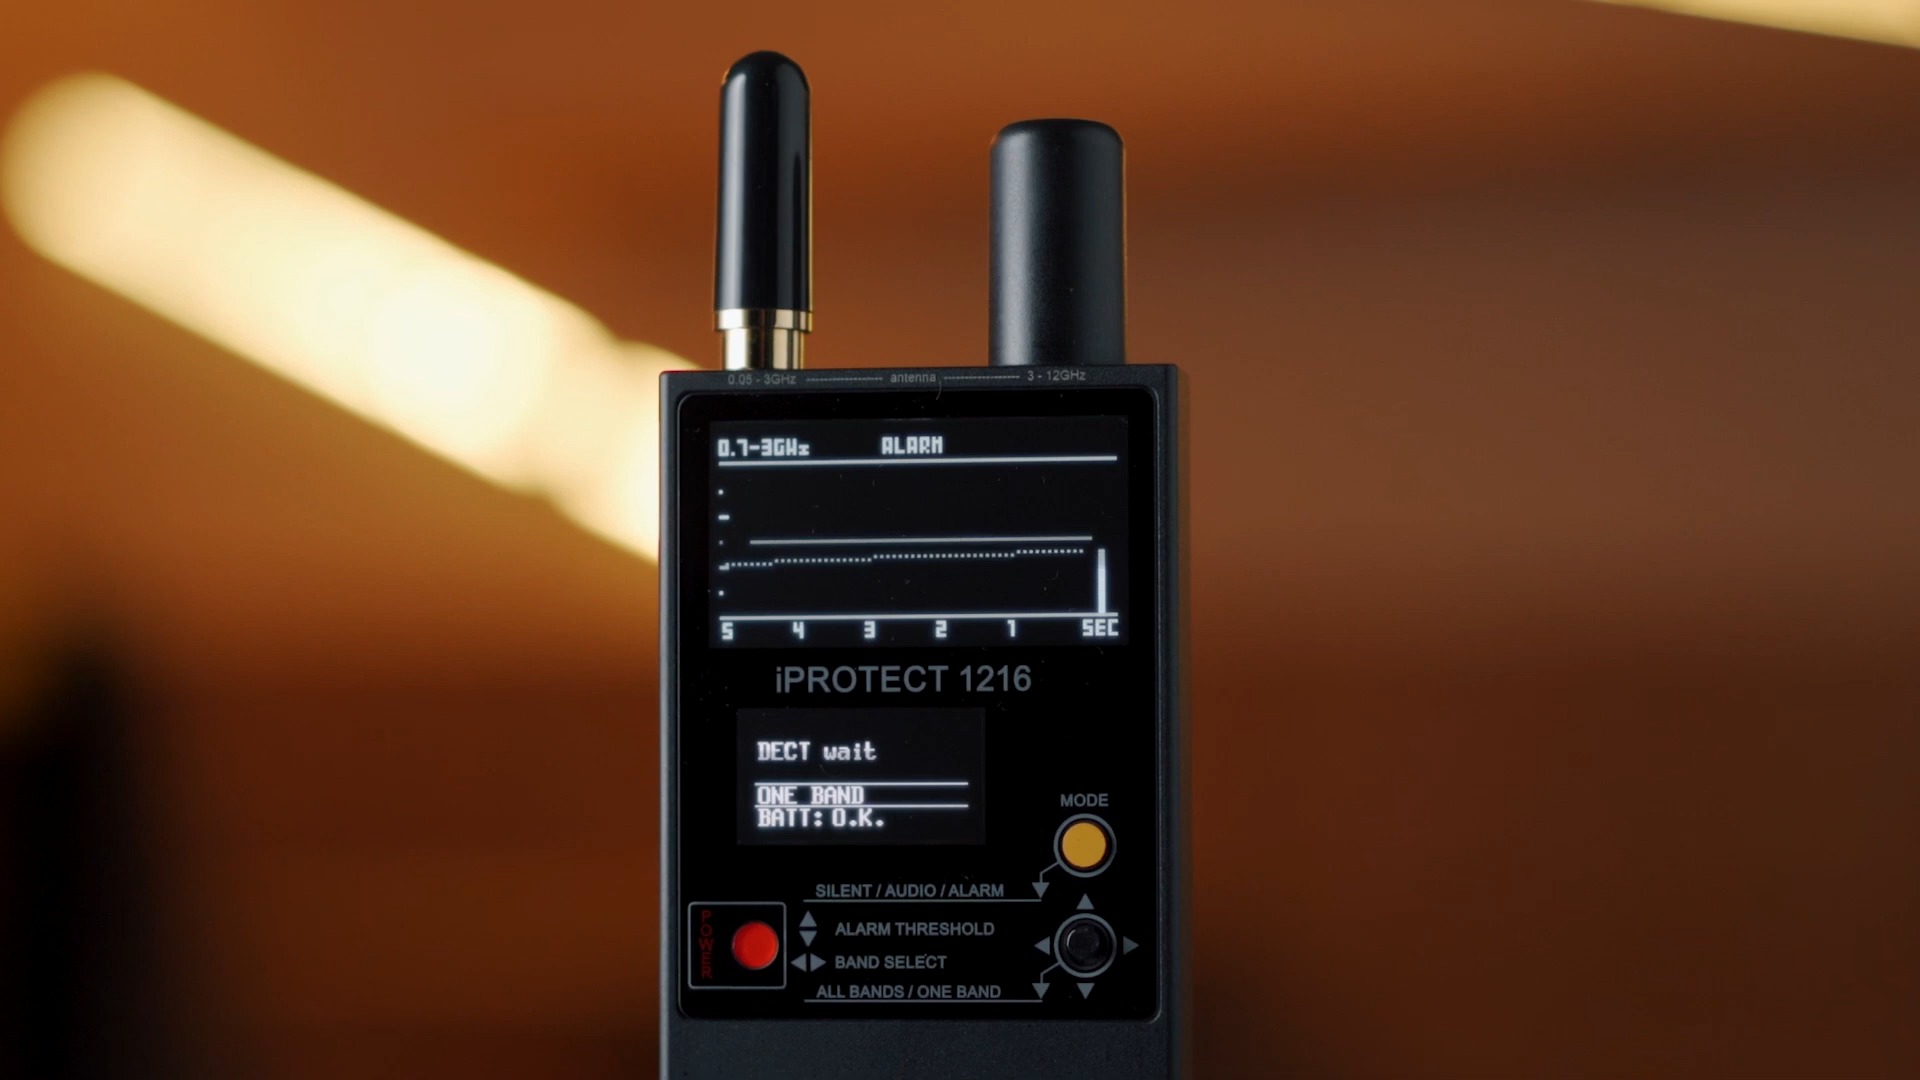 0.05 - 3GHz antenna 3 - 12GHz
0.7-3GHz ALARM
5 4 3 2 1 SEC
iPROTECT 1216
DECT wait
ONE BAND
BATT: O.K.
MODE
SILENT / AUDIO / ALARM
POWER
ALARM THRESHOLD
BAND SELECT
ALL BANDS / ONE BAND